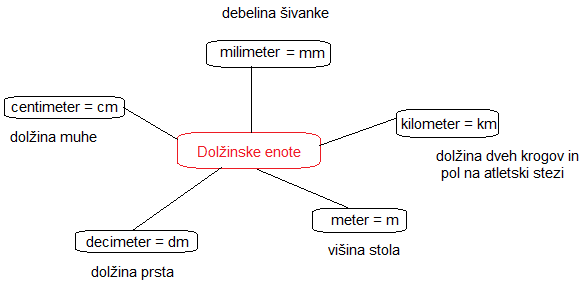 debelina šivanke
milimeter = mm
centimeter = cm
dolžina muhe
kilometer = km
Dolžinske enote
dolžina dveh krogov in
pol na atletski stezi
meter = m
višina stola
decimeter = dm
dolžina prsta